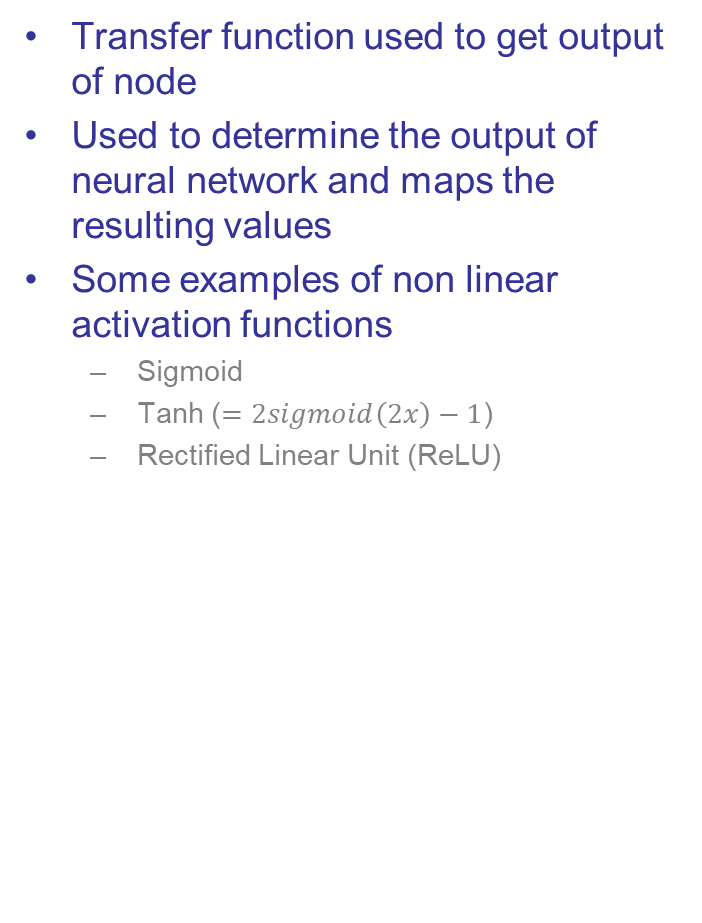 • Transfer function used to get output
of node
• Used to determine the output of
neural network and maps the
resulting values
• Some examples of non linear
activation functions
– Sigmoid
– Tanh (= 2sigmoid(2x) − 1)
– Rectified Linear Unit (ReLU)